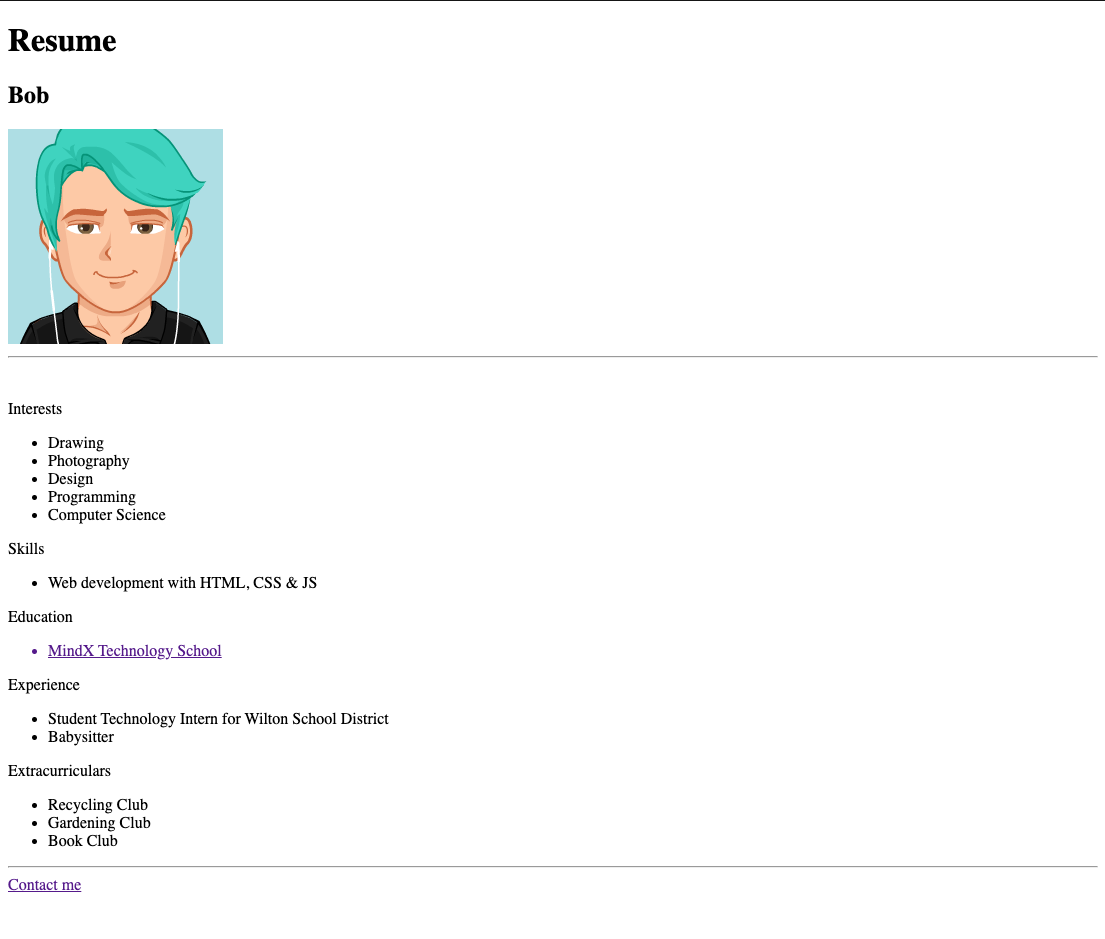 Resume
Bob
Interests
Drawing
Photography
Design
Programming
Computer Science
Skills
Web development with HTML, CSS & JS
Education
MindX Technology School
Experience
Student Technology Intern for Wilton School District
Babysitter
Extracurriculars
Recycling Club
Gardening Club
Book Club
Contact me